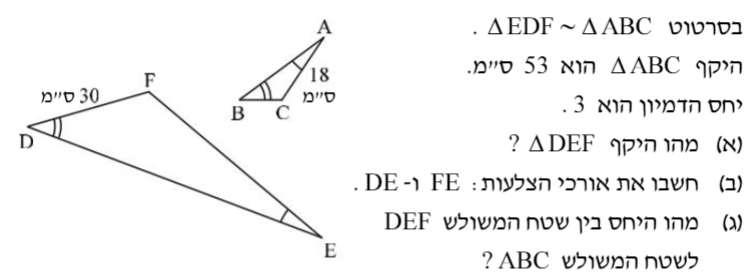 בסרטוט ΔEDF ~ ΔABC .
היקף ΔABC הוא 53 ס״מ.
יחס הדמיון הוא 3 .
(א) מהו היקף ΔDEF ?
(ב) חשבו את אורכי הצלעות: FE ו- DE .
(ג) מהו היחס בין שטח המשולש DEF
לשטח המשולש ABC ?
A
18
ס״מ
B
C
F
30 ס״מ
D
E